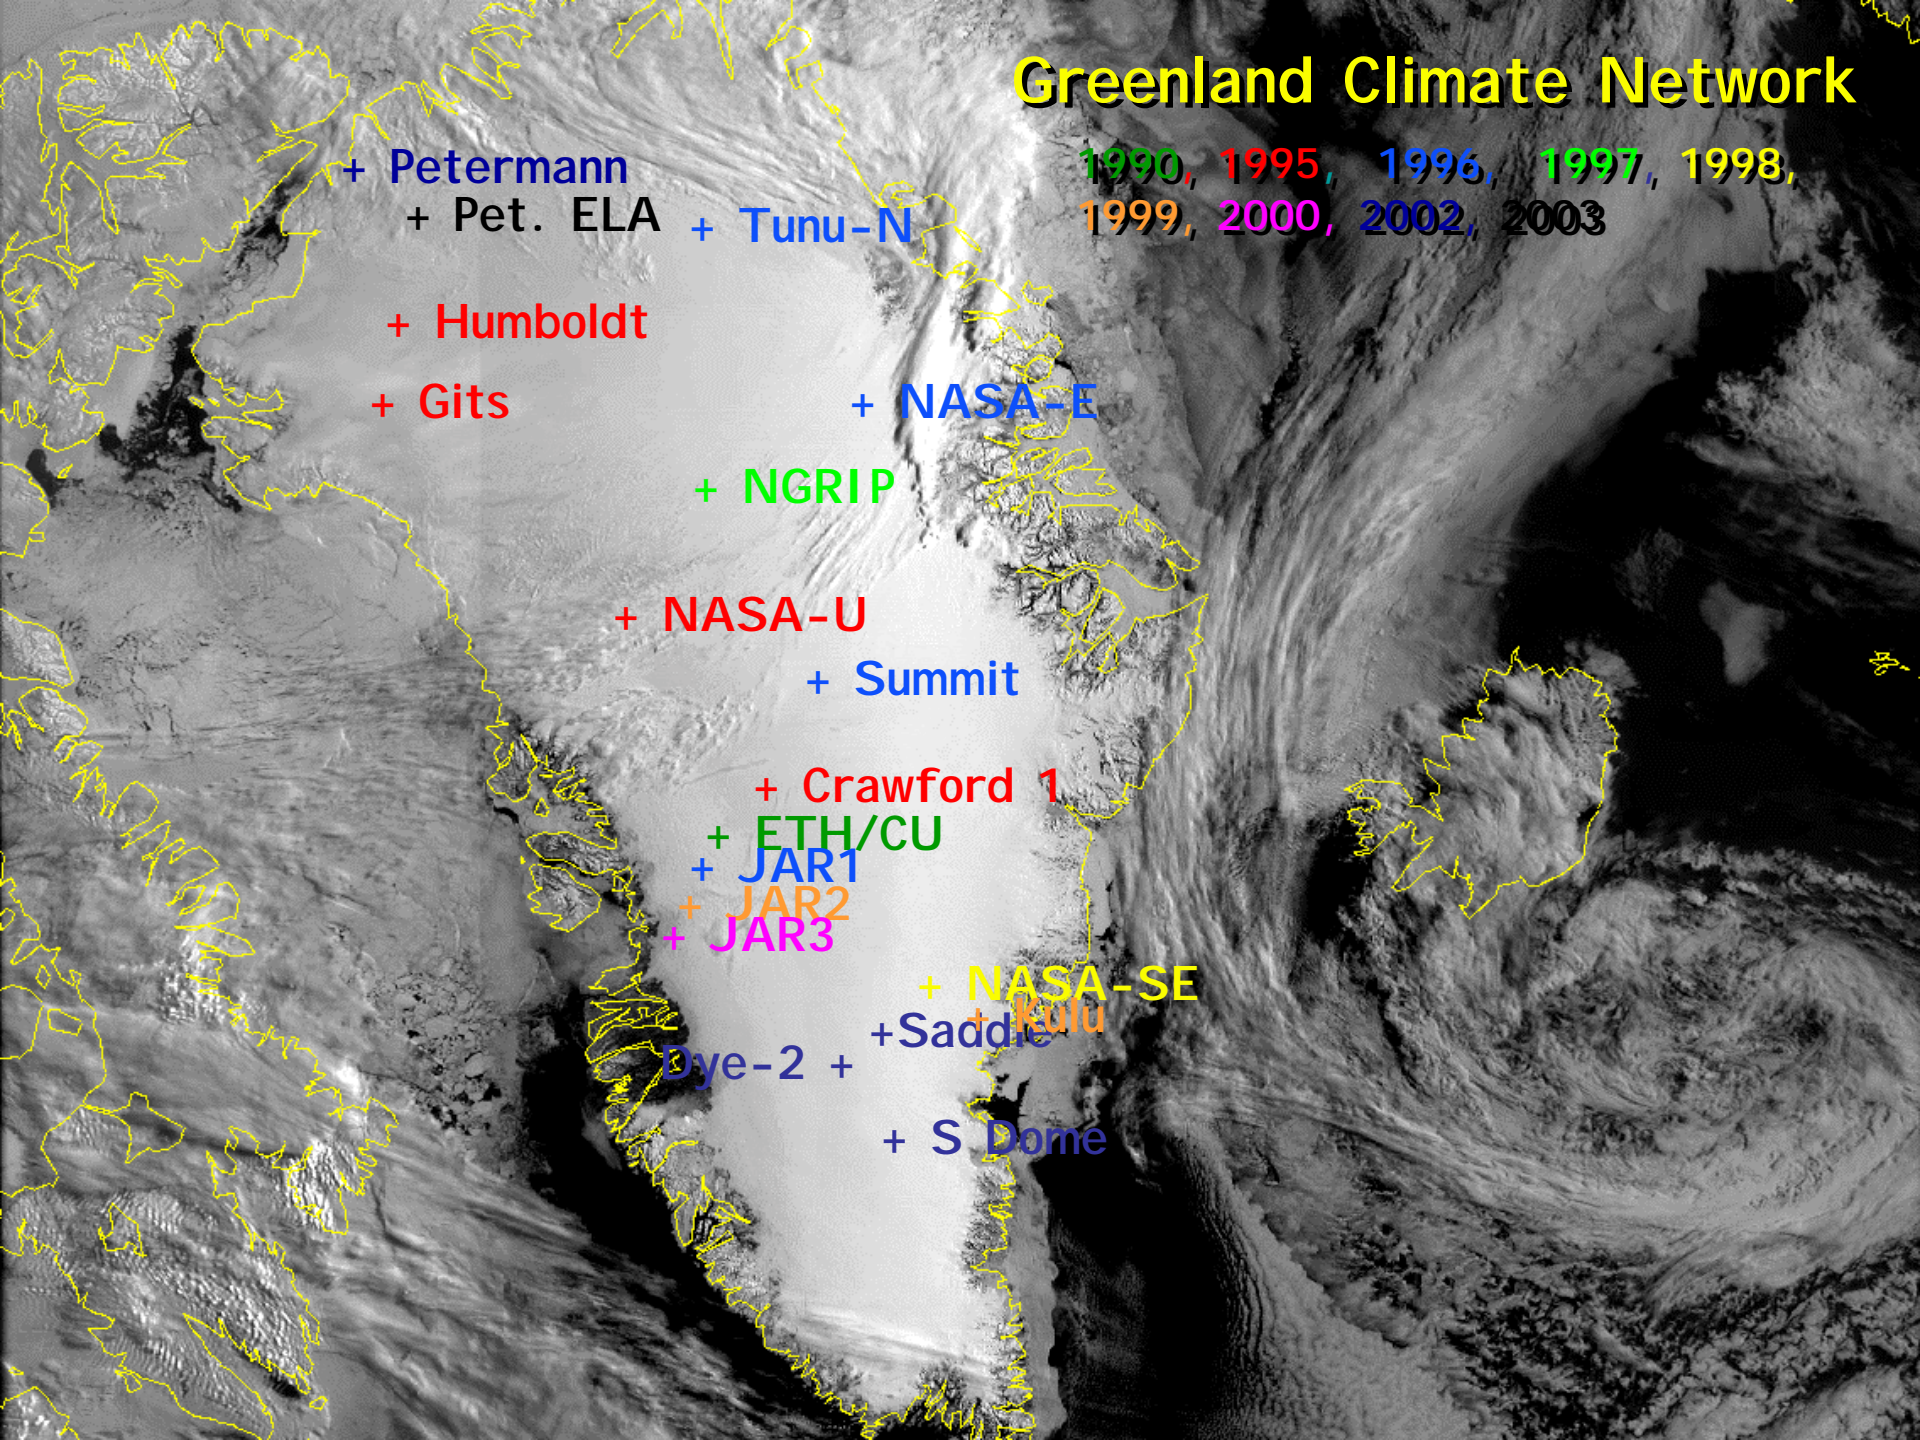 Greenland Climate Network
1990, 1995, 1996, 1997, 1998,
1999, 2000, 2002, 2003
+ Petermann
+ Pet. ELA
+ Tunu-N
+ Humboldt
+ Gits
+ NASA-E
+ NGRIP
+ NASA-U
+ Summit
+ Crawford 1
+ ETH/CU
+ JAR1
+ JAR2
+ JAR3
+ NASA-SE
+ Kulu
+Saddle
Dye-2 +
+ S Dome